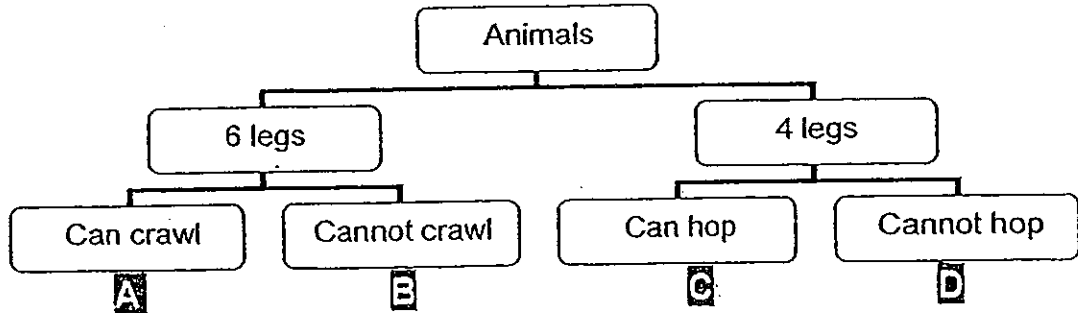 Animals
6 legs
4 legs
Can crawl
Cannot crawl
Can hop
Cannot hop
A
B
C
D